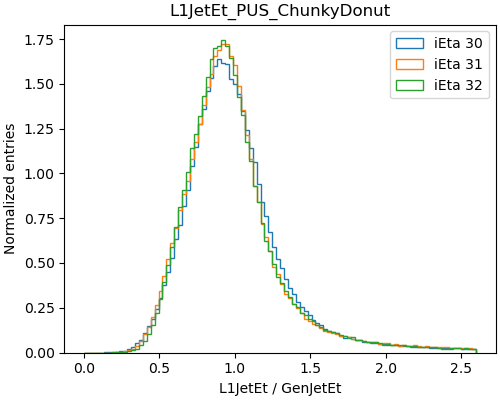 L1JetEt_PUS_ChunkyDonut
iEta 30
iEta 31
iEta 32
Normalized entries
1.75
1.50
1.25
1.00
0.75
0.50
0.25
0.00
0.0
0.5
1.0
1.5
2.0
2.5
L1JetEt / GenJetEt